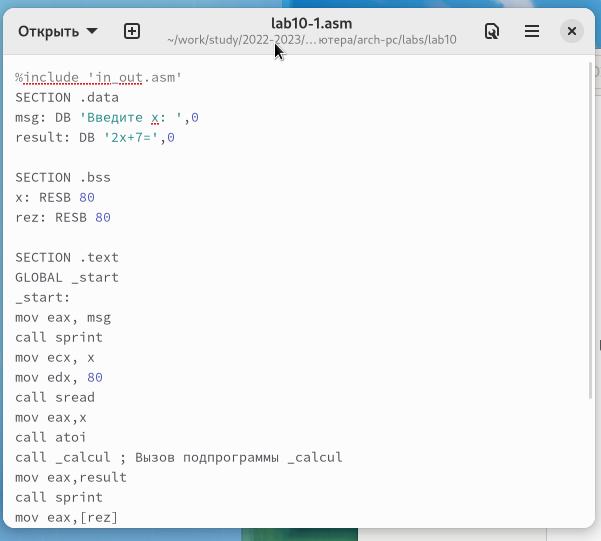 Открыть
lab10-1.asm
~/work/study/2022-2023/…ютера/arch-pc/labs/lab10
%include 'in_out.asm'
SECTION .data
msg: DB 'Введите x: ',0
result: DB '2x+7=',0
SECTION .bss
x: RESB 80
rez: RESB 80
SECTION .text
GLOBAL _start
_start:
mov eax, msg
call sprint
mov ecx, x
mov edx, 80
call sread
mov eax,x
call atoi
call _calcul ; Вызов подпрограммы _calcul
mov eax,result
call sprint
mov eax,[rez]